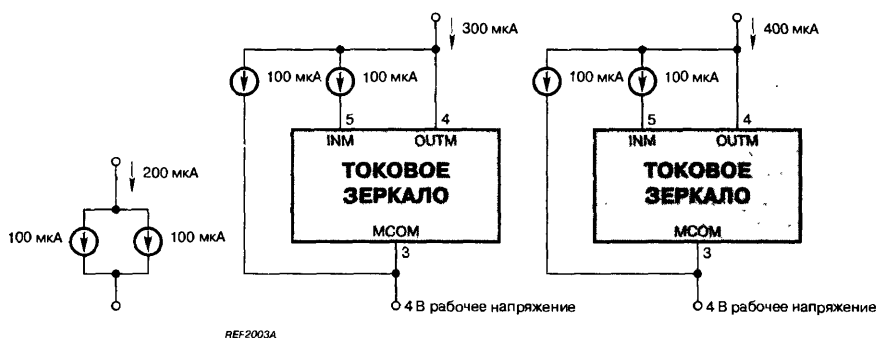 200 мкА
100 мкА
100 мкА
300 мкА
100 мкА
100 мкА
5
4
INM
OUTM
ТОКОВОЕ
ЗЕРКАЛО
MCOM
3
4 В рабочее напряжение
400 мкА
100 мкА
100 мкА
5
4
INM
OUTM
ТОКОВОЕ
ЗЕРКАЛО
MCOM
3
4 В рабочее напряжение
REF2003A